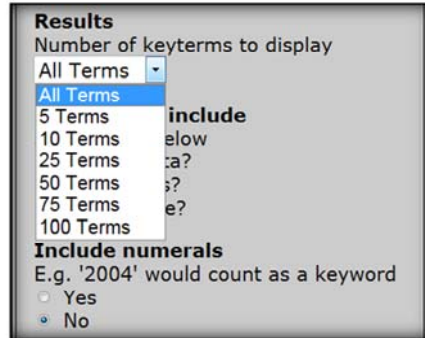 Results
Number of keyterms to display
All Terms
All Terms
5 Terms include
10 Terms elow
25 Terms ta?
50 Terms s?
75 Terms e?
100 Terms
Include numerals
E.g. '2004' would count as a keyword
Yes
No